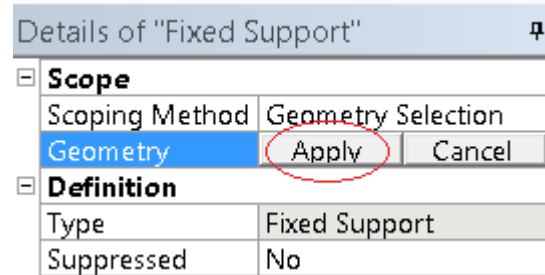 Details of "Fixed Support"
Scope
Scoping Method Geometry Selection
Geometry Apply Cancel
Definition
Type Fixed Support
Suppressed No